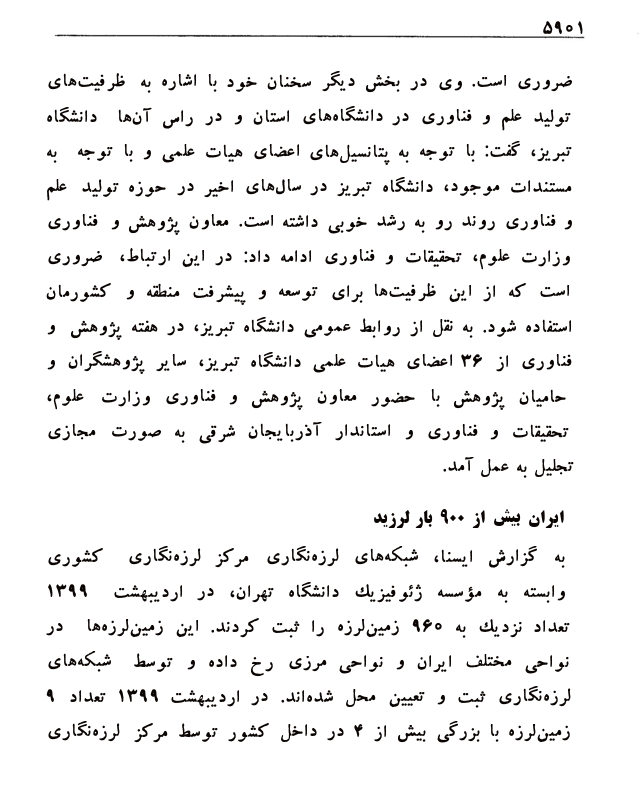 ۵۹۰۱
ضروری است. وی در بخش دیگر سخنان خود با اشاره به ظرفیت‌های
تولید علم و فناوری در دانشگاه‌های استان و در راس آن‌ها دانشگاه
تبریز، گفت: با توجه به پتانسیل‌های اعضای هیات علمی و با توجه به
مستندات موجود، دانشگاه تبریز در سال‌های اخیر در حوزه تولید علم
و فناوری روند رو به رشد خوبی داشته است. معاون پژوهش و فناوری
وزارت علوم، تحقیقات و فناوری ادامه داد: در این ارتباط، ضروری
است که از این ظرفیت‌ها برای توسعه و پیشرفت منطقه و کشورمان
استفاده شود. به نقل از روابط عمومی دانشگاه تبریز، در هفته پژوهش و
فناوری از ۳۶ اعضای هیات علمی دانشگاه تبریز، سایر پژوهشگران و
حامیان پژوهش با حضور معاون پژوهش و فناوری وزارت علوم،
تحقیقات و فناوری و استاندار آذربایجان شرقی به صورت مجازی
تجلیل به عمل آمد.
ایران بیش از ۹۰۰ بار لرزید
به گزارش ایسنا، شبکه‌های لرزه‌نگاری مرکز لرزه‌نگاری کشوری
وابسته به مؤسسه ژئوفیزیك دانشگاه تهران، در اردیبهشت ۱۳۹۹
تعداد نزدیك به ۹۶۰ زمین‌لرزه را ثبت کردند. این زمین‌لرزه‌ها در
نواحی مختلف ایران و نواحی مرزی رخ داده و توسط شبکه‌های
لرزه‌نگاری ثبت و تعیین محل شده‌اند. در اردیبهشت ۱۳۹۹ تعداد ۹
زمین‌لرزه با بزرگی بیش از ۴ در داخل کشور توسط مرکز لرزه‌نگاری